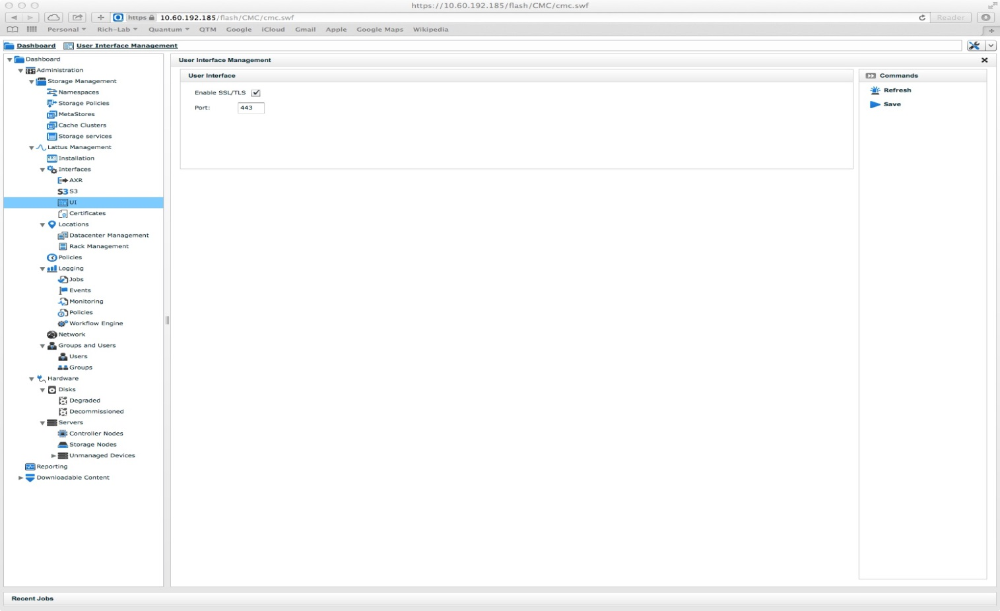 https://10.60.192.185/flash/CMC/cmc.swf
https 10.60.192.185/flash/CMC/cmc.swf Reader
Personal Rich-Lab Quantum QTM Google iCloud Gmail Apple Google Maps Wikipedia
Dashboard User Interface Management
Dashboard
Administration
Storage Management
Namespaces
Storage Policies
MetaStores
Cache Clusters
Storage services
Lattus Management
Installation
Interfaces
AXR
S3 S3
UI
Certificates
Locations
Datacenter Management
Rack Management
Policies
Logging
Jobs
Events
Monitoring
Policies
Workflow Engine
Network
Groups and Users
Users
Groups
Hardware
Disks
Degraded
Decommissioned
Servers
Controller Nodes
Storage Nodes
Unmanaged Devices
Reporting
Downloadable Content
User Interface Management
User Interface
Enable SSL/TLS
Port: 443
Commands
Refresh
Save
Recent Jobs